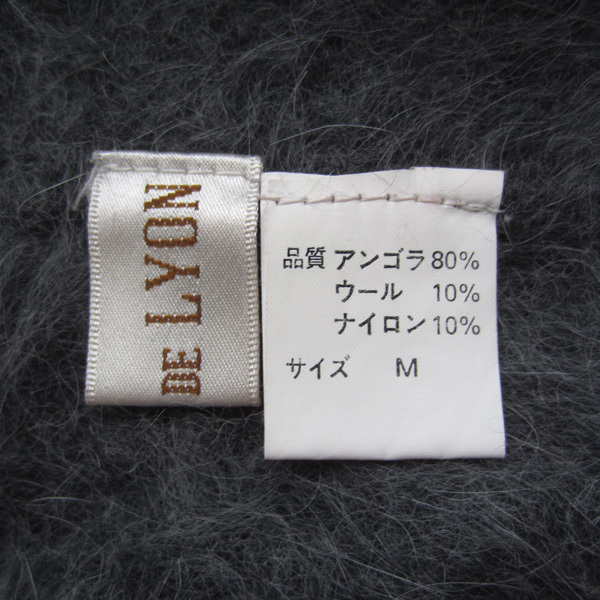 DE LYON
品質 アンゴラ 80%
ウール 10%
ナイロン 10%
サイズ M